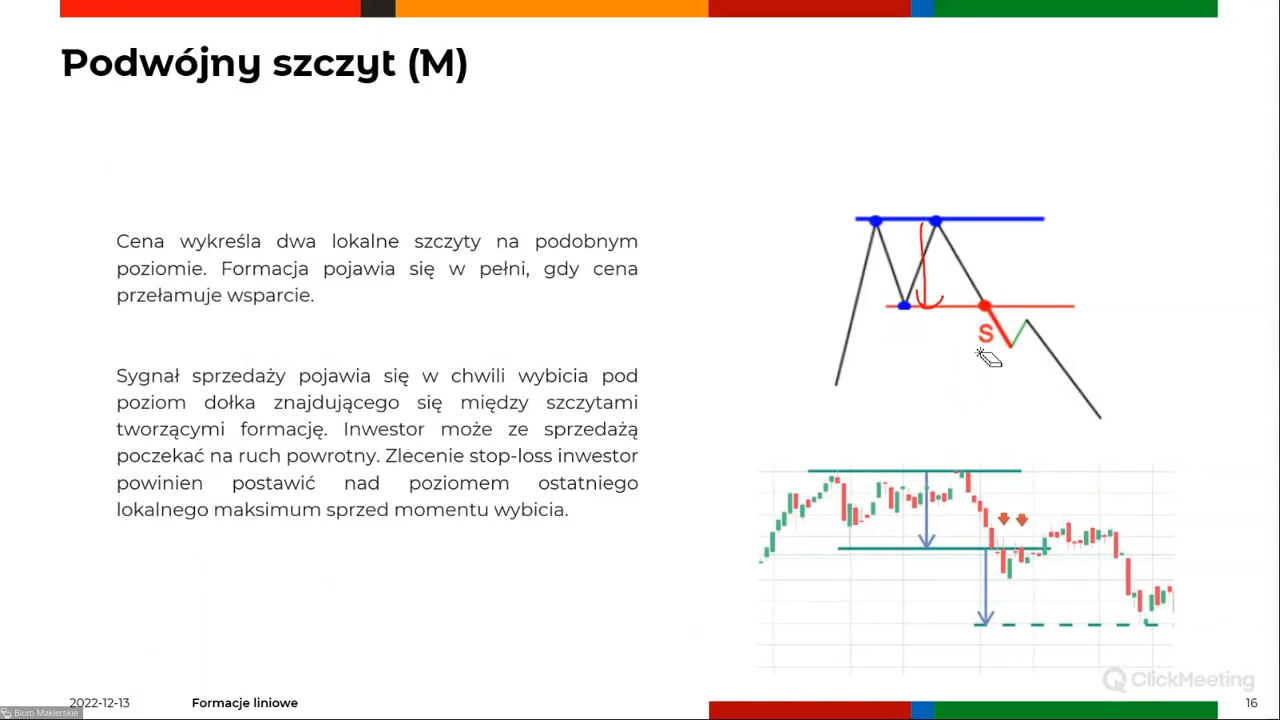 Podwójny szczyt (M)
Cena wykreśla dwa lokalne szczyty na podobnym
poziomie. Formacja pojawia się w pełni, gdy cena
przełamuje wsparcie.
Sygnał sprzedaży pojawia się w chwili wybicia pod
poziom dołka znajdującego się między szczytami
tworzącymi formację. Inwestor może ze sprzedażą
poczekać na ruch powrotny. Zlecenie stop-loss inwestor
powinien postawić nad poziomem ostatniego
lokalnego maksimum sprzed momentu wybicia.
S
ClickMeeting
2022-12-13
Formacje liniowe
16
Biuro Maklerskie